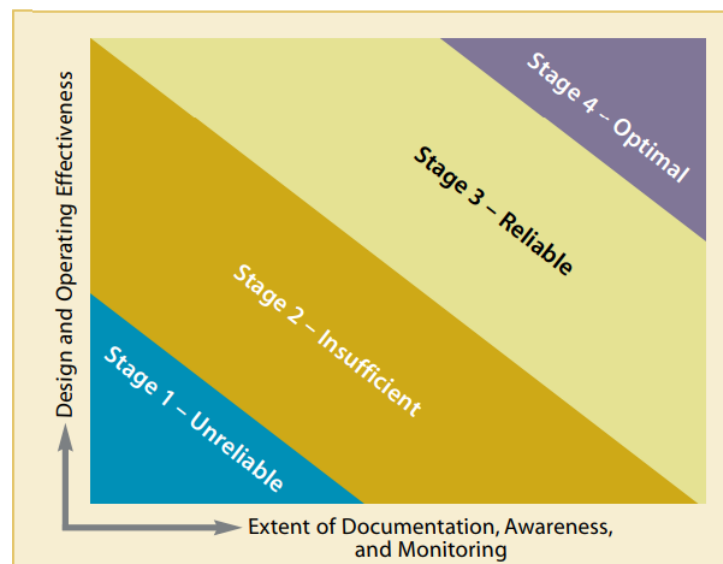 Stage 4 – Optimal
Stage 3 – Reliable
Stage 2 – Insufficient
Stage 1 – Unreliable
Design and Operating Effectiveness
Extent of Documentation, Awareness,
and Monitoring